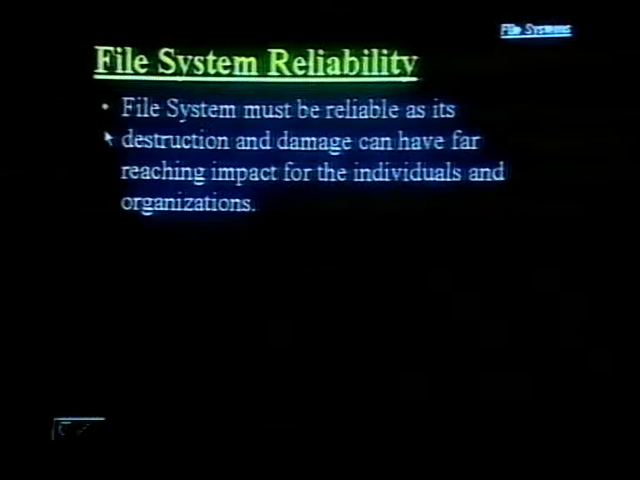 File Systems
File System Reliability
• File System must be reliable as its
destruction and damage can have far
reaching impact for the individuals and
organizations.